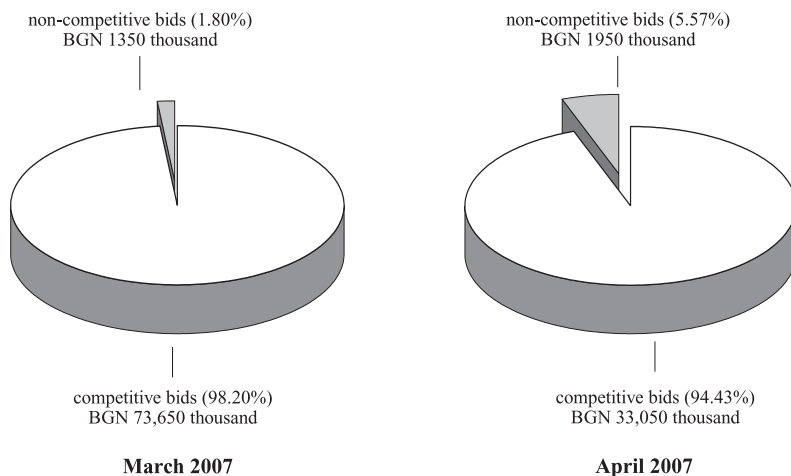 non-competitive bids (1.80%)
BGN 1350 thousand
competitive bids (98.20%)
BGN 73,650 thousand
March 2007
non-competitive bids (5.57%)
BGN 1950 thousand
competitive bids (94.43%)
BGN 33,050 thousand
April 2007